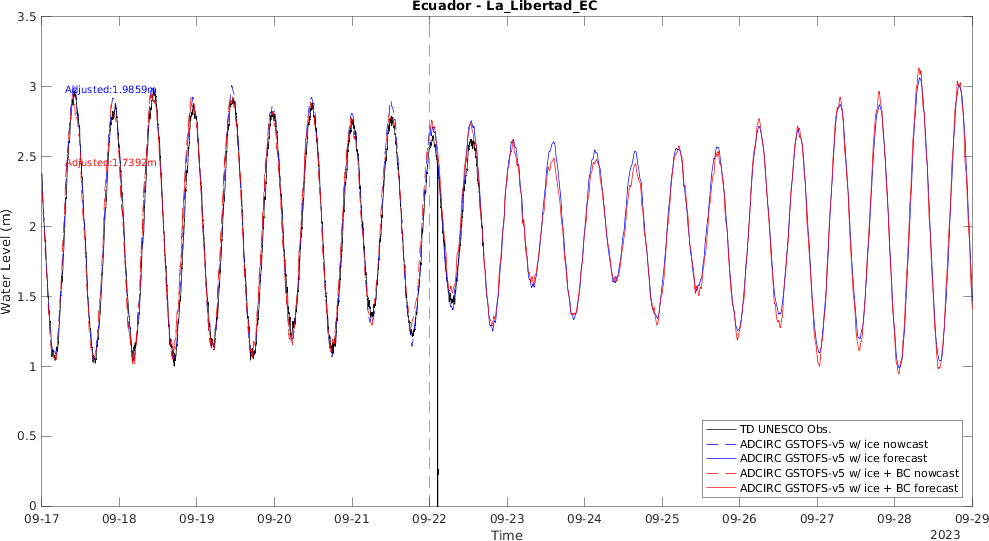 Ecuador - La_Libertad_EC
3.5
3
2.5
2
1.5
1
0.5
0
Water Level (m)
Adjusted:1.9859m
Adjusted:1.7392m
TD UNESCO Obs.
ADCIRC GSTOFS-v5 w/ ice nowcast
ADCIRC GSTOFS-v5 w/ ice forecast
ADCIRC GSTOFS-v5 w/ ice + BC nowcast
ADCIRC GSTOFS-v5 w/ ice + BC forecast
09-17 09-18 09-19 09-20 09-21 09-22 09-23 09-24 09-25 09-26 09-27 09-28 09-29
Time
2023